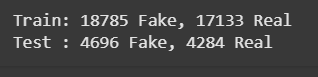 Train: 18785 Fake, 17133 Real
Test : 4696 Fake, 4284 Real